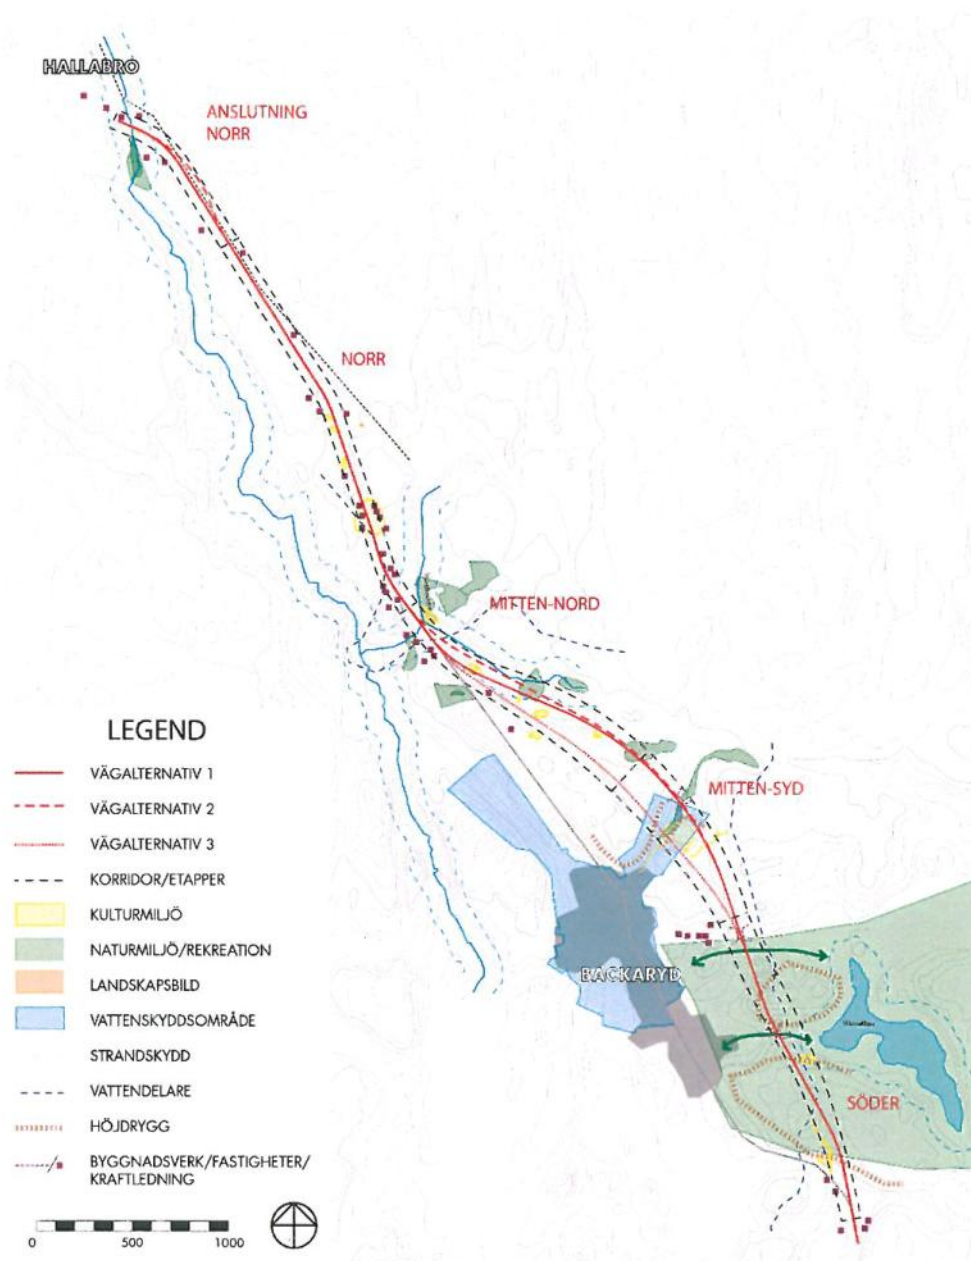 HALLABRO
ANSLUTNING
NORR
NORR
MITTEN-NORD
MITTEN-SYD
BACKARYD
SÖDER
LEGEND
VÄGALTERNATIV 1
VÄGALTERNATIV 2
VÄGALTERNATIV 3
KORRIDOR/ETAPPER
KULTURMILJÖ
NATURMILJÖ/REKREATION
LANDSKAPSBILD
VATTENSKYDDSOMRÅDE
STRANDSKYDD
VATTENDELARE
HÖJDRYGG
BYGGNADSVERK/FASTIGHETER/
KRAFTLEDNING
0 500 1000